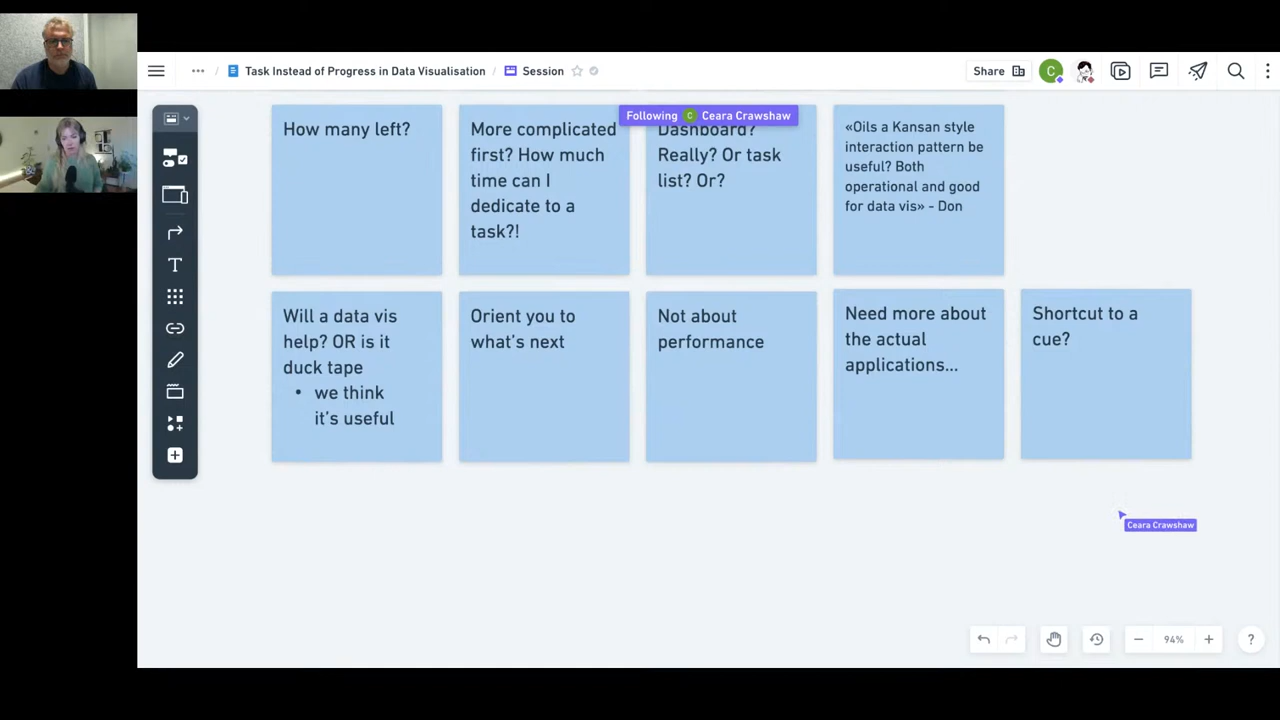 ... / Task Instead of Progress in Data Visualisation / Session
Share
C
Following C Ceara Crawshaw
How many left?
More complicated
first? How much
time can I
dedicate to a
task?!
Dashboard?
Really? Or task
list? Or?
«Oils a Kansan style
interaction pattern be
useful? Both
operational and good
for data vis» - Don
Will a data vis
help? OR is it
duck tape
• we think
it's useful
Orient you to
what's next
Not about
performance
Need more about
the actual
applications...
Shortcut to a
cue?
Ceara Crawshaw
94%
?